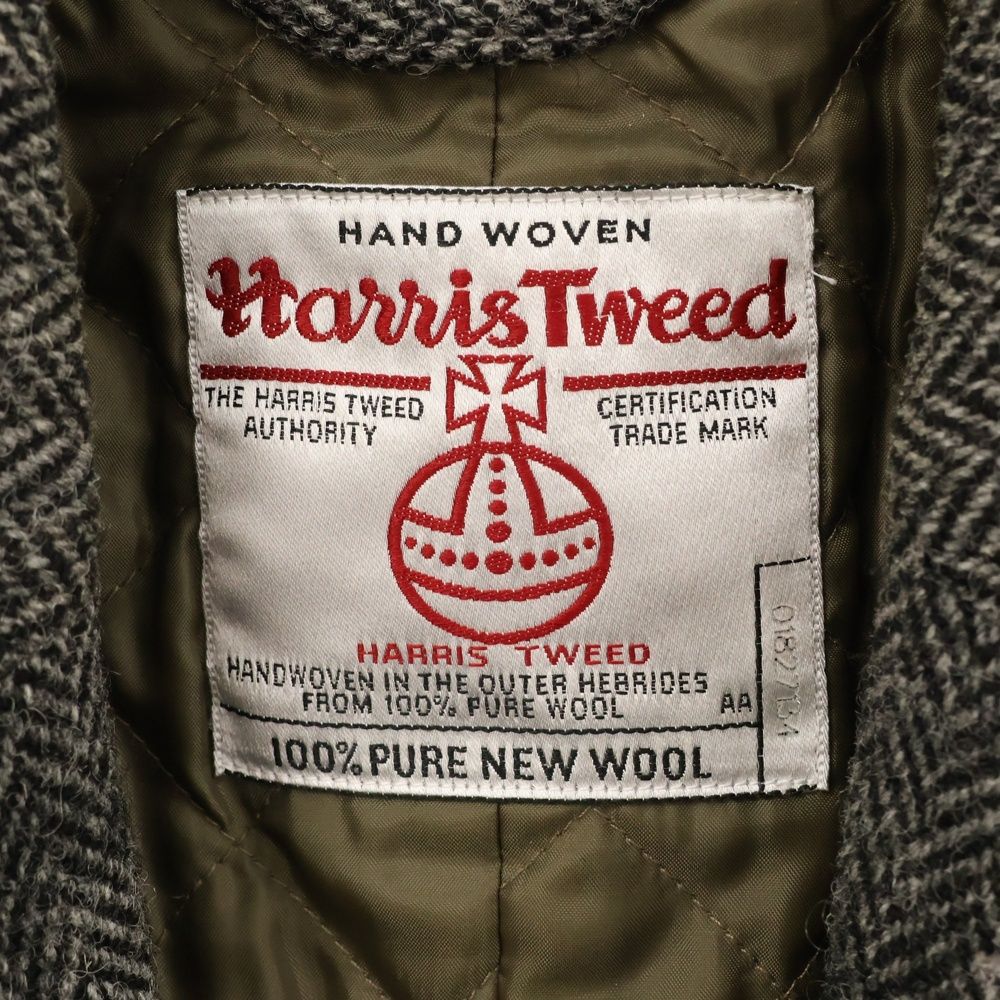 HAND WOVEN
Harris Tweed
THE HARRIS TWEED
AUTHORITY
CERTIFICATION
TRADE MARK
HARRIS TWEED
HANDWOVEN IN THE OUTER HEBRIDES
FROM 100% PURE WOOL
AA
100% PURE NEW WOOL